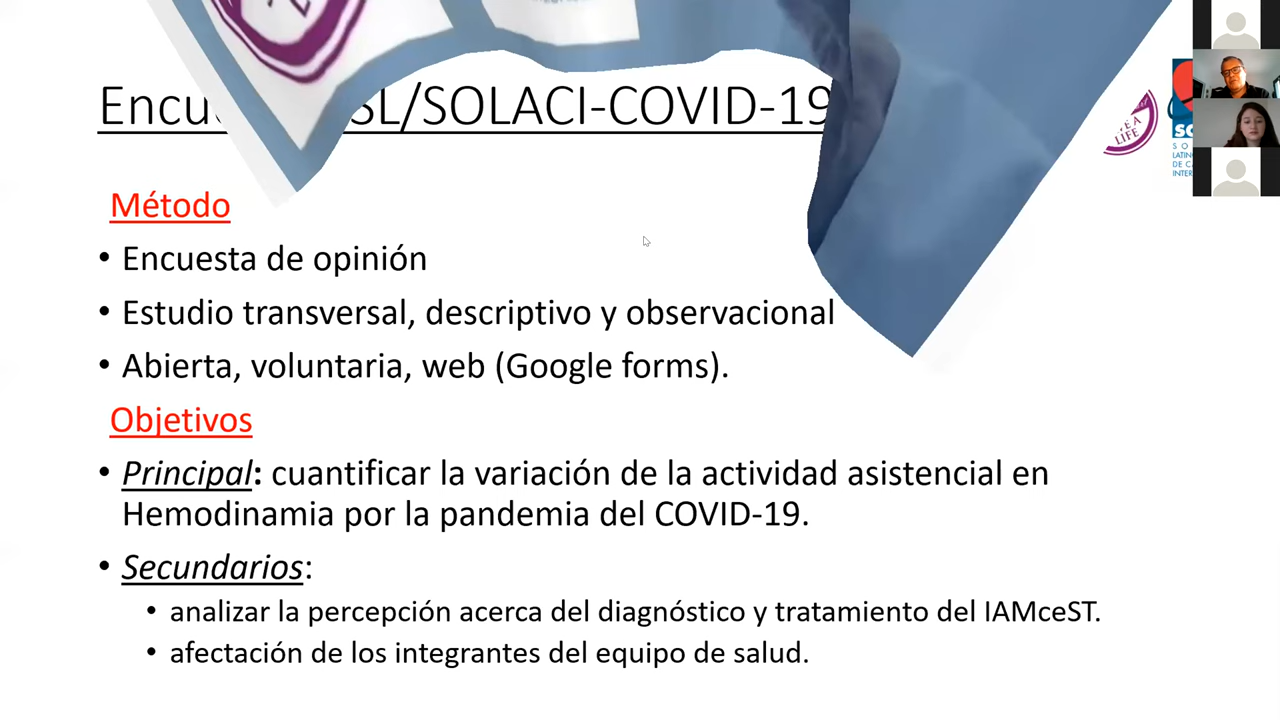 SL/SOLACI-COVID-19
Método
• Encuesta de opinión
• Estudio transversal, descriptivo y observacional
• Abierta, voluntaria, web (Google forms).
Objetivos
• Principal: cuantificar la variación de la actividad asistencial en
Hemodinamia por la pandemia del COVID-19.
• Secundarios:
• analizar la percepción acerca del diagnóstico y tratamiento del IAMceST.
• afectación de los integrantes del equipo de salud.
LIFE